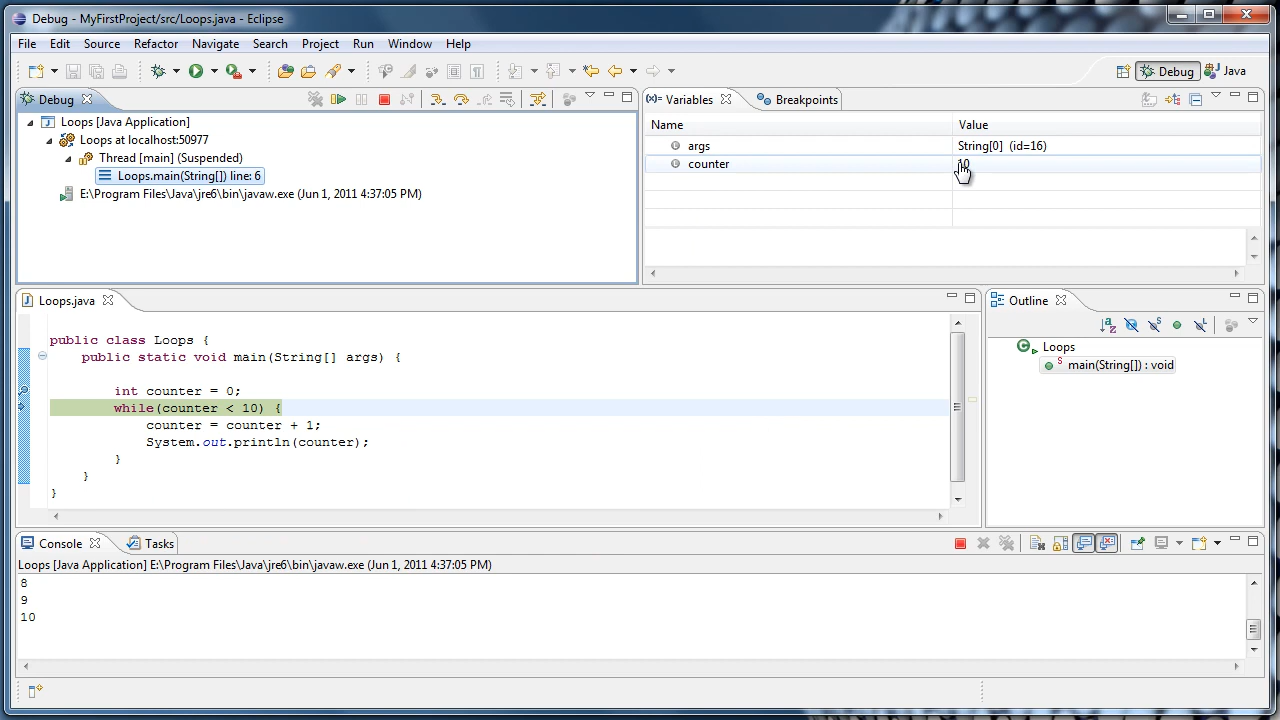 Debug - MyFirstProject/src/Loops.java - Eclipse
File Edit Source Refactor Navigate Search Project Run Window Help
Debug Java
Debug
Loops [Java Application]
Loops at localhost:50977
Thread [main] (Suspended)
Loops.main(String[]) line: 6
E:\Program Files\Java\jre6\bin\javaw.exe (Jun 1, 2011 4:37:05 PM)
(x)= Variables Breakpoints
Name Value
args String[0] (id=16)
counter 10
Loops.java
public class Loops {
public static void main(String[] args) {
int counter = 0;
while(counter < 10) {
counter = counter + 1;
System.out.println(counter);
}
}
}
Outline
Loops
main(String[]) : void
Console Tasks
Loops [Java Application] E:\Program Files\Java\jre6\bin\javaw.exe (Jun 1, 2011 4:37:05 PM)
8
9
10